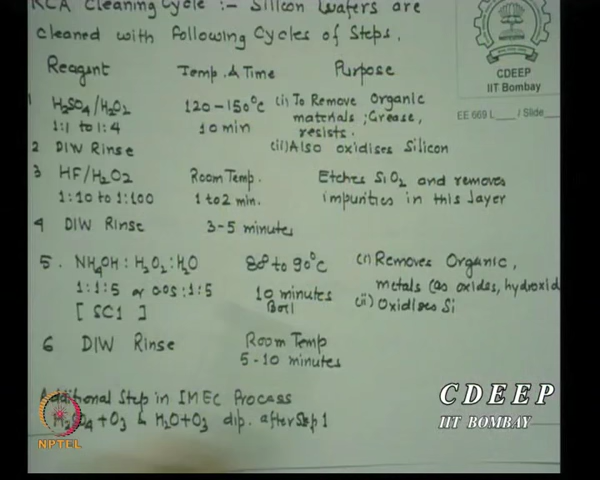 RCA Cleaning Cycle :- Silicon Wafers are
cleaned with following Cycles of Steps.
Reagent Temp. & Time Purpose
1 H2SO4/H2O2 120-150°C (i) To Remove Organic
1:1 to 1:4 10 min materials ; Grease,
resists.
2 DIW Rinse (ii) Also oxidises Silicon
3 HF/H2O2 Room Temp. Etches SiO2 and removes
1:10 to 1:100 1 to 2 min. impurities in this layer
4 DIW Rinse 3-5 minutes
5. NH4OH : H2O2 : H2O 80° to 90°C (i) Removes Organic,
1:1:5 or 0.05:1:5 10 minutes metals (as oxides, hydroxid
[ SC1 ] Boil (ii) Oxidises Si
6 DIW Rinse Room Temp
5-10 minutes
Additional Step in IMEC Process
+ O3 & H2O+O3 dip. after Step 1
CDEEP
IIT Bombay
EE 669 L___ / Slide___
NPTEL
CDEEP
IIT BOMBAY